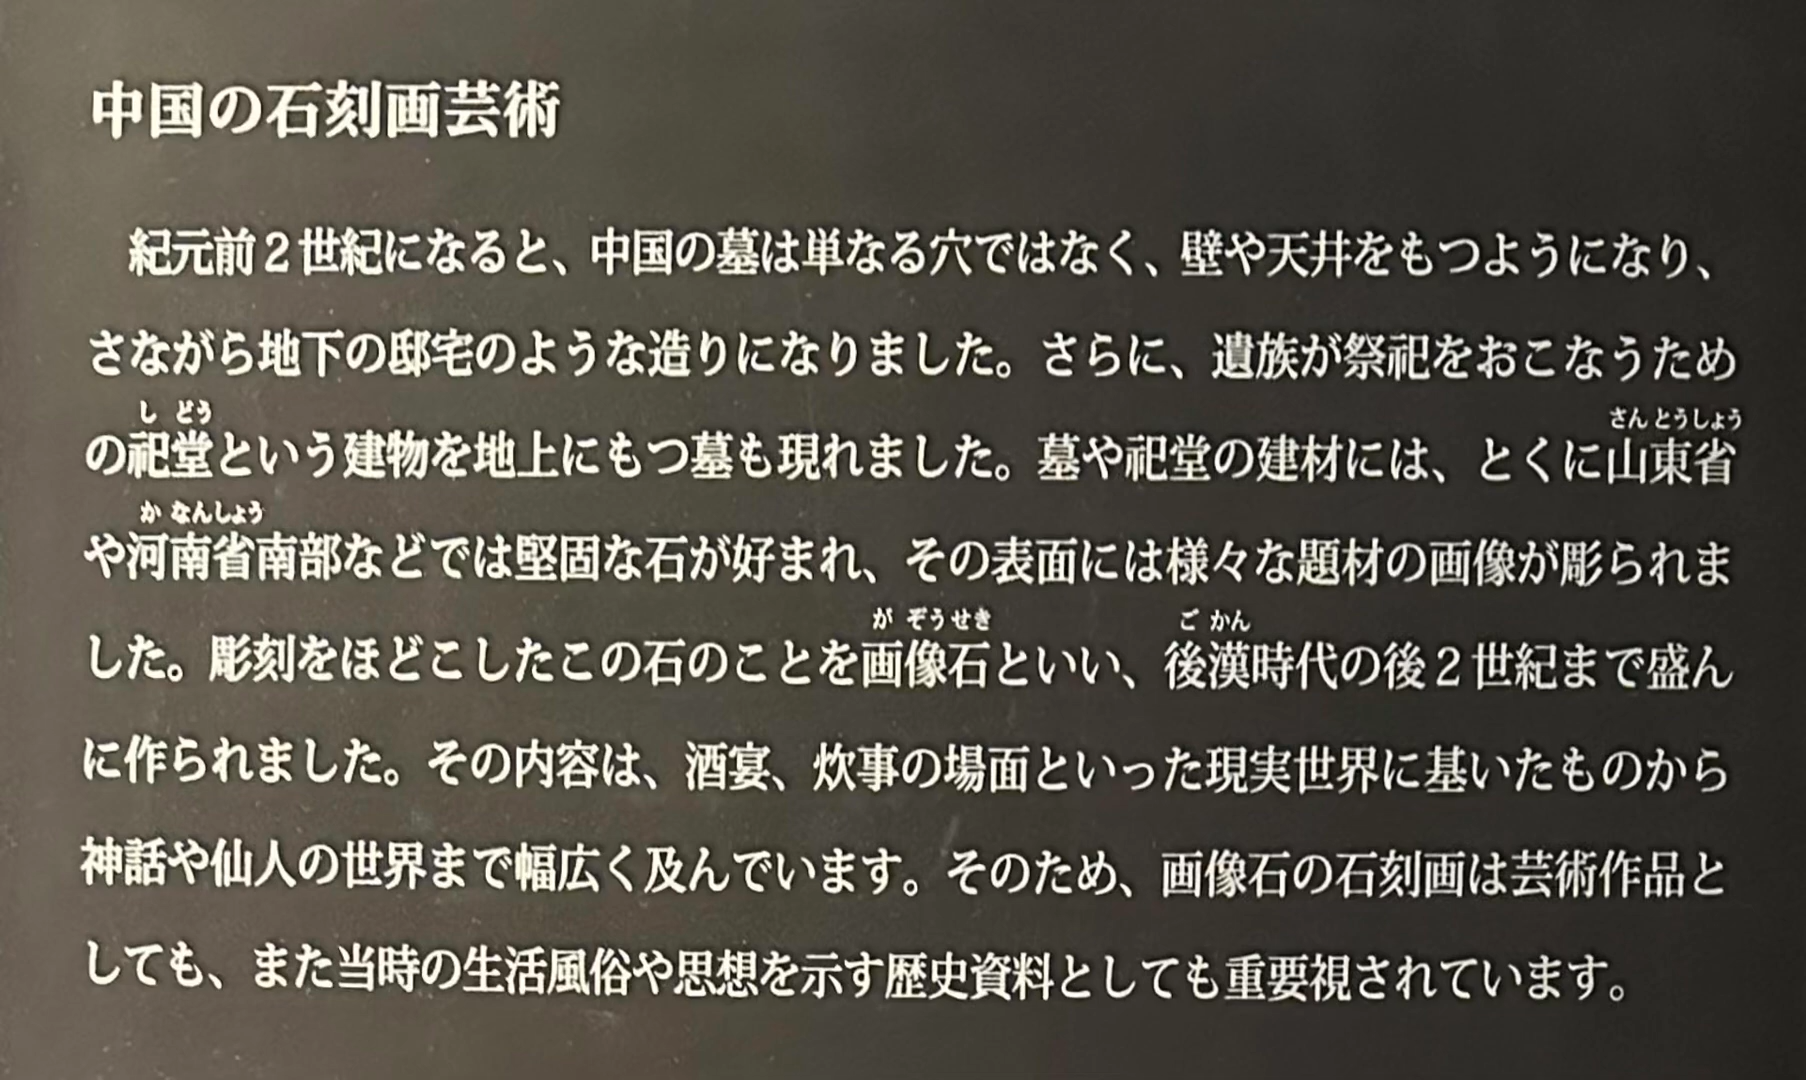 中国の石刻画芸術
紀元前２世紀になると、中国の墓は単なる穴ではなく、壁や天井をもつようになり、
さながら地下の邸宅のような造りになりました。さらに、遺族が祭祀をおこなうため
し どう さんとうしょう
の祀堂という建物を地上にもつ墓も現れました。墓や祀堂の建材には、とくに山東省
か なんしょう
や河南省南部などでは堅固な石が好まれ、その表面には様々な題材の画像が彫られま
が ぞうせき ご かん
した。彫刻をほどこしたこの石のことを画像石といい、後漢時代の後２世紀まで盛ん
に作られました。その内容は、酒宴、炊事の場面といった現実世界に基いたものから
神話や仙人の世界まで幅広く及んでいます。そのため、画像石の石刻画は芸術作品と
しても、また当時の生活風俗や思想を示す歴史資料としても重要視されています。